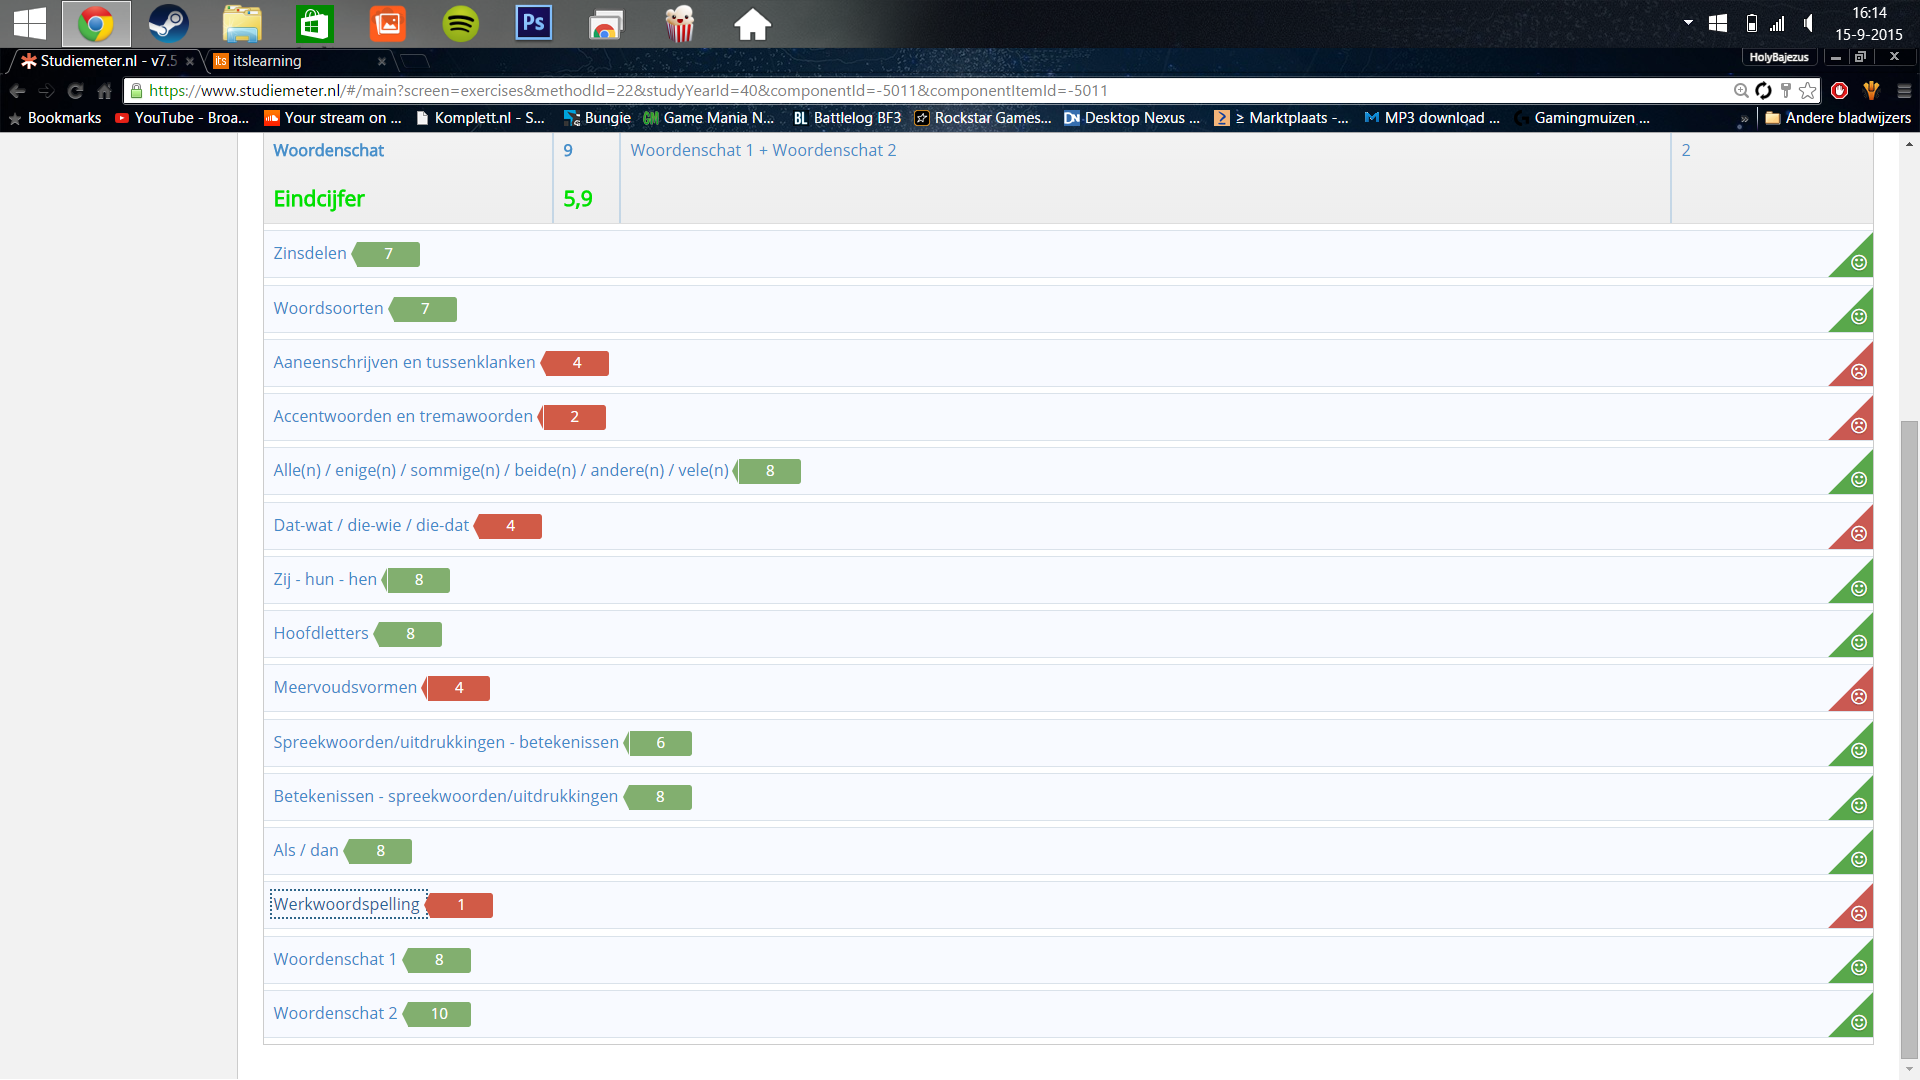 16:14
15-9-2015
Studiemeter.nl - v7.5
its itslearning
HolyBajezus
https://www.studiemeter.nl/#/main?screen=exercises&methodId=22&studyYearId=40&componentId=-5011&componentItemId=-5011
Bookmarks YouTube - Broa... Your stream on ... Komplett.nl - S... Bungie GM Game Mania N... BL Battlelog BF3 Rockstar Games... DN Desktop Nexus ... ≥ Marktplaats -... MP3 download ... Gamingmuizen ... » Andere bladwijzers
Woordenschat 9 Woordenschat 1 + Woordenschat 2 2
Eindcijfer 5,9
Zinsdelen 7
Woordsoorten 7
Aaneenschrijven en tussenklanken 4
Accentwoorden en tremawoorden 2
Alle(n) / enige(n) / sommige(n) / beide(n) / andere(n) / vele(n) 8
Dat-wat / die-wie / die-dat 4
Zij - hun - hen 8
Hoofdletters 8
Meervoudsvormen 4
Spreekwoorden/uitdrukkingen - betekenissen 6
Betekenissen - spreekwoorden/uitdrukkingen 8
Als / dan 8
Werkwoordspelling 1
Woordenschat 1 8
Woordenschat 2 10